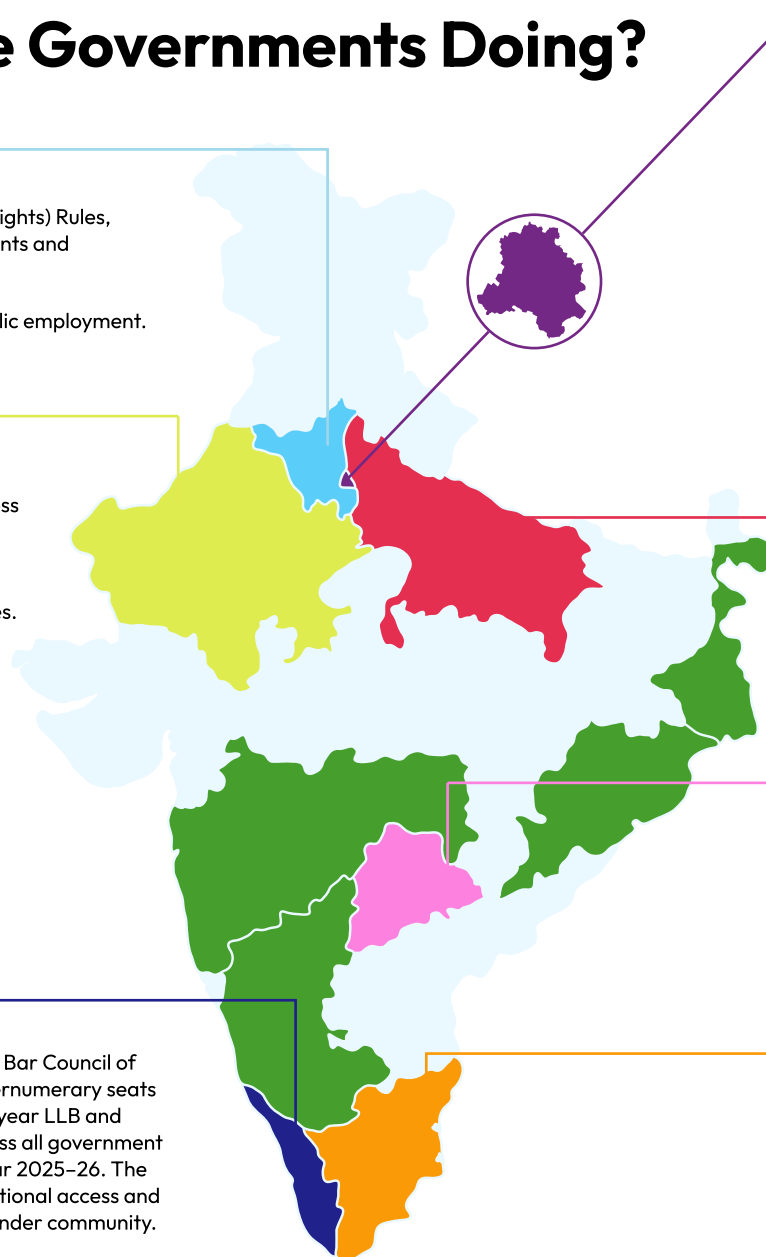 e Governments Doing?
ights) Rules,
nts and
lic employment.
ss
es.
Bar Council of
ernumerary seats
year LLB and
ss all government
ar 2025–26. The
tional access and
nder community.